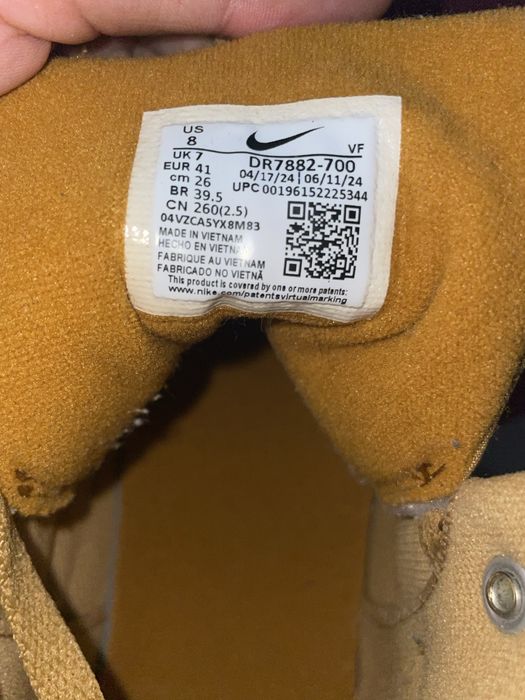 US
8
VF
UK 7
DR7882-700
EUR 41
04/17/24 | 06/11/24
cm 26
UPC 00196152225344
BR 39.5
CN 260(2.5)
04VZCA5YX8M83
MADE IN VIETNAM
HECHO EN VIETNAM
FABRIQUE AU VIETNAM
FABRICADO NO VIETNÃ
This product is covered by one or more patents:
www.nike.com/patentsvirtualmarking